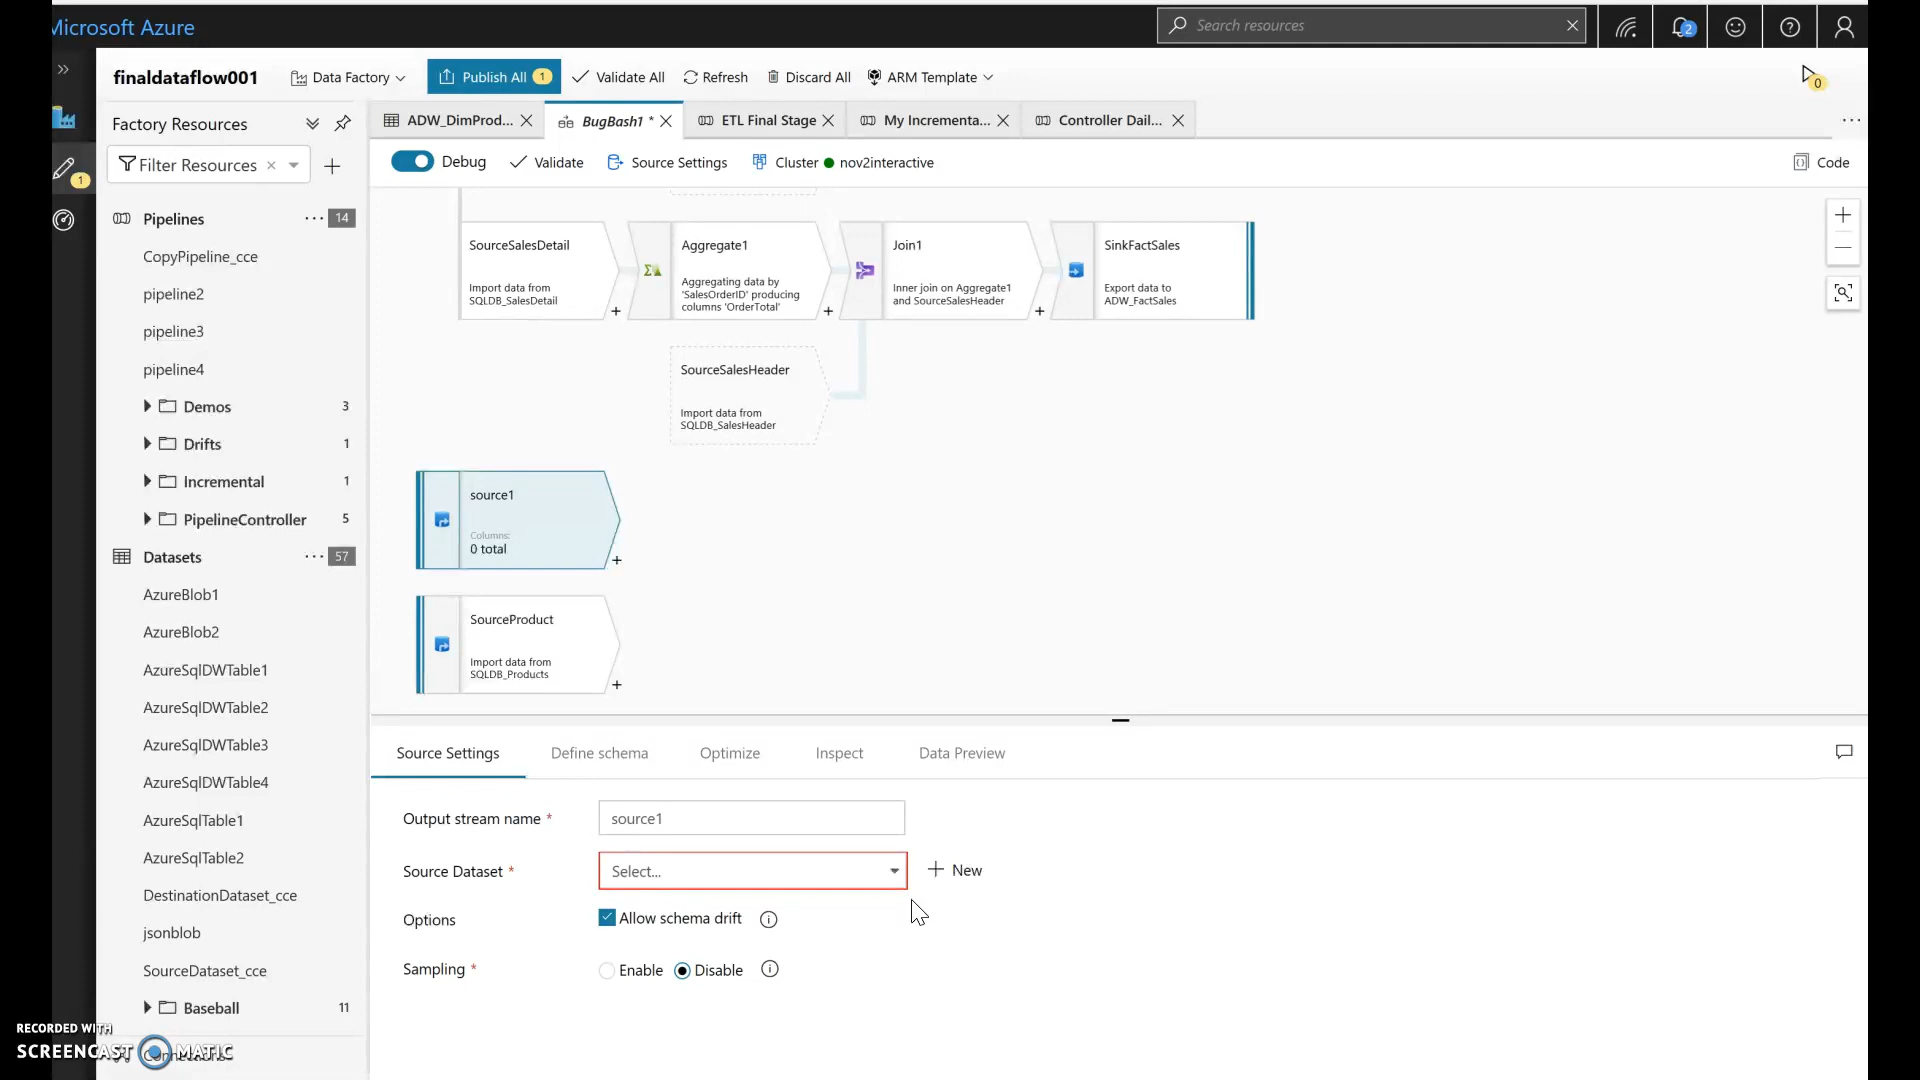 Microsoft Azure
Search resources
2
finaldataflow001
Data Factory
Publish All 1
Validate All
Refresh
Discard All
ARM Template
0
Factory Resources
ADW_DimProd...
BugBash1 *
ETL Final Stage
My Incrementa...
Controller Dail...
Filter Resources
1
Debug
Validate
Source Settings
Cluster
nov2interactive
Code
Pipelines
14
CopyPipeline_cce
pipeline2
pipeline3
pipeline4
Demos 3
Drifts 1
Incremental 1
PipelineController 5
Datasets
57
AzureBlob1
AzureBlob2
AzureSqlDWTable1
AzureSqlDWTable2
AzureSqlDWTable3
AzureSqlDWTable4
AzureSqlTable1
AzureSqlTable2
DestinationDataset_cce
jsonblob
SourceDataset_cce
Baseball 11
Connections
SourceSalesDetail
Import data from
SQLDB_SalesDetail
Aggregate1
Aggregating data by
'SalesOrderID' producing
columns 'OrderTotal'
Join1
Inner join on Aggregate1
and SourceSalesHeader
SinkFactSales
Export data to
ADW_FactSales
SourceSalesHeader
Import data from
SQLDB_SalesHeader
source1
Columns:
0 total
SourceProduct
Import data from
SQLDB_Products
Source Settings
Define schema
Optimize
Inspect
Data Preview
Output stream name *
source1
Source Dataset *
Select...
New
Options
Allow schema drift
Sampling *
Enable
Disable
RECORDED WITH
SCREENCAST MATIC